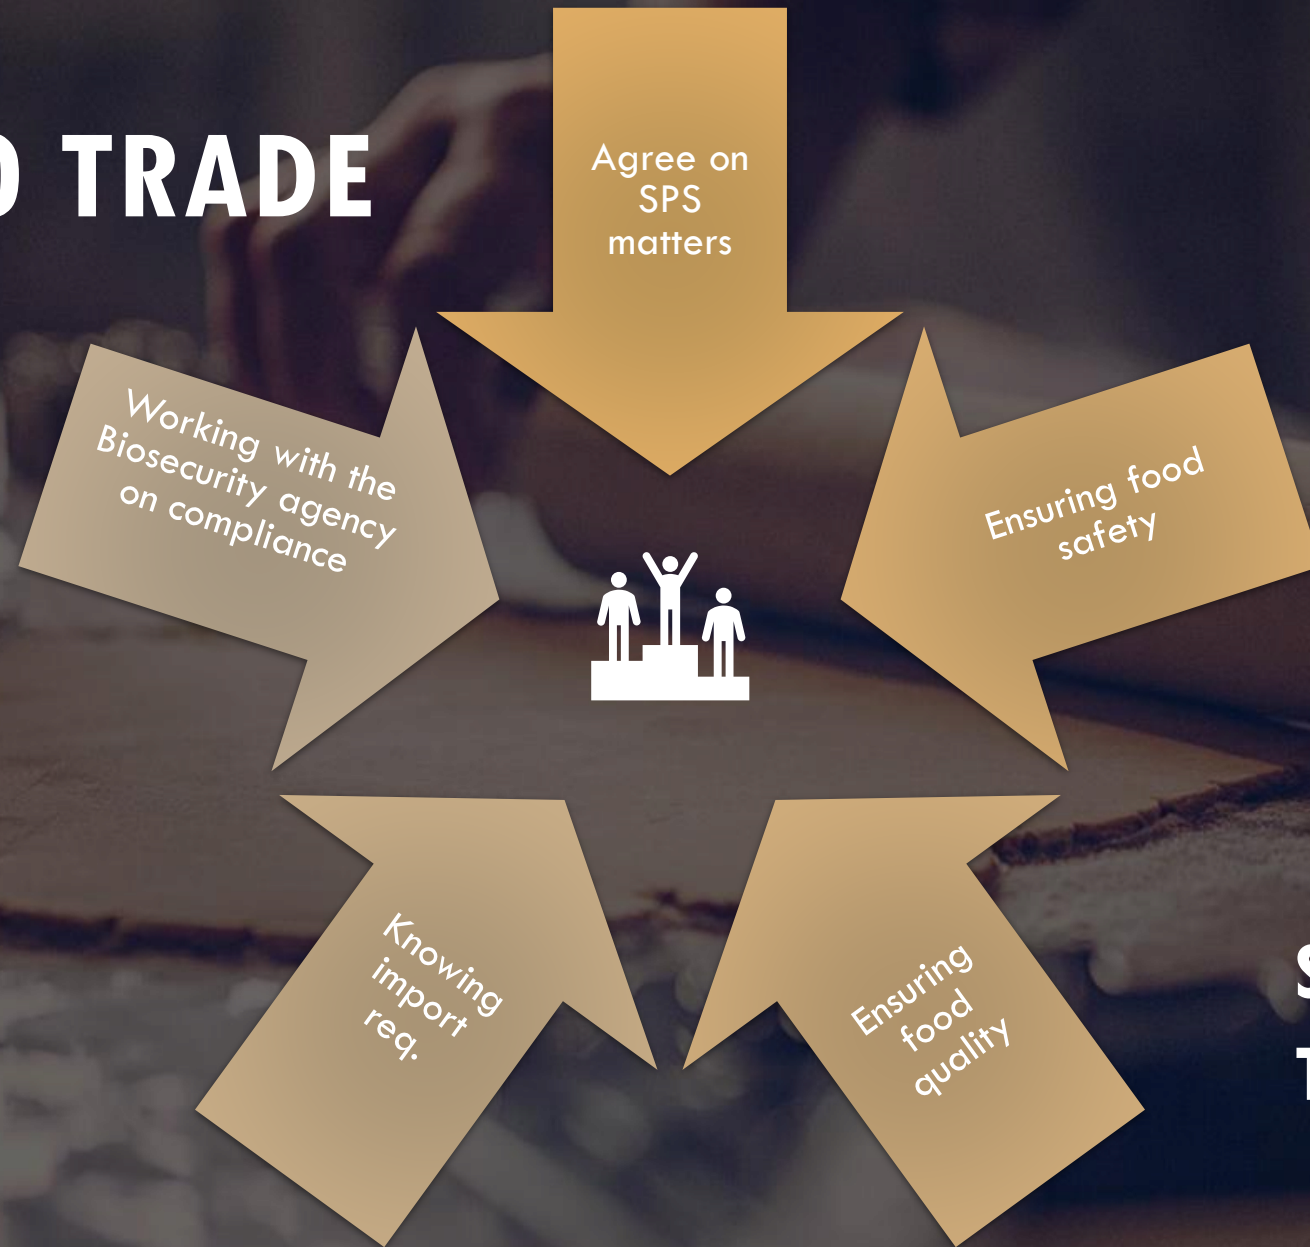 TRADE
Agree on
SPS
matters
Working with the
Biosecurity agency
on compliance
Ensuring food
safety
Knowing
import
req.
Ensuring
food
quality